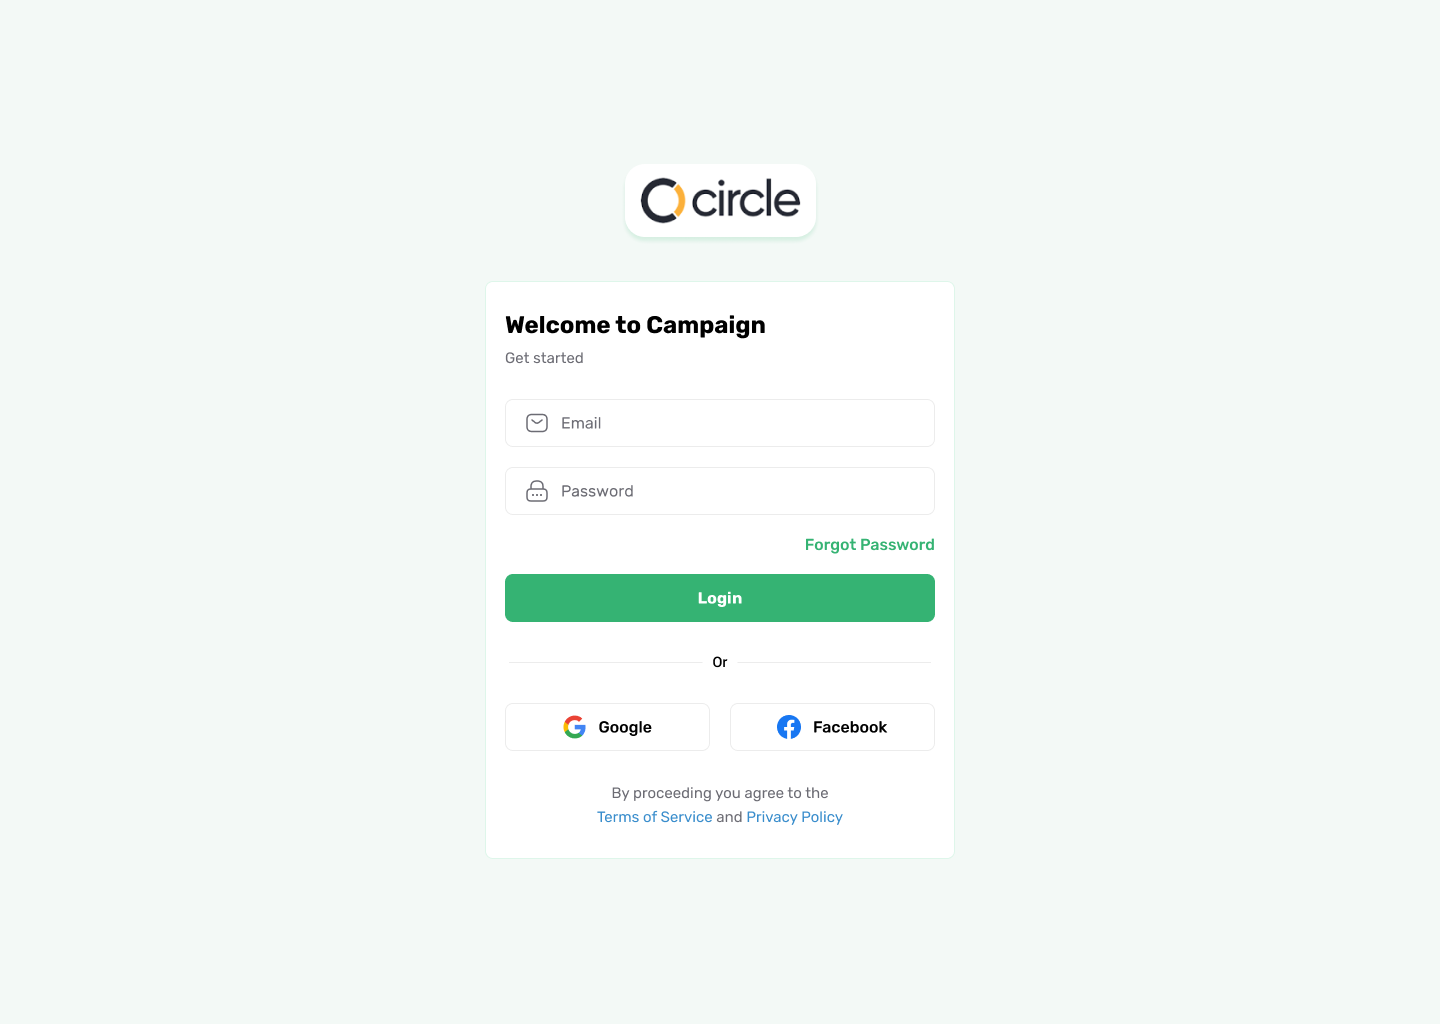 circle
Welcome to Campaign
Get started
Email
Password
Forgot Password
Login
Or
Google
Facebook
By proceeding you agree to the
Terms of Service and Privacy Policy